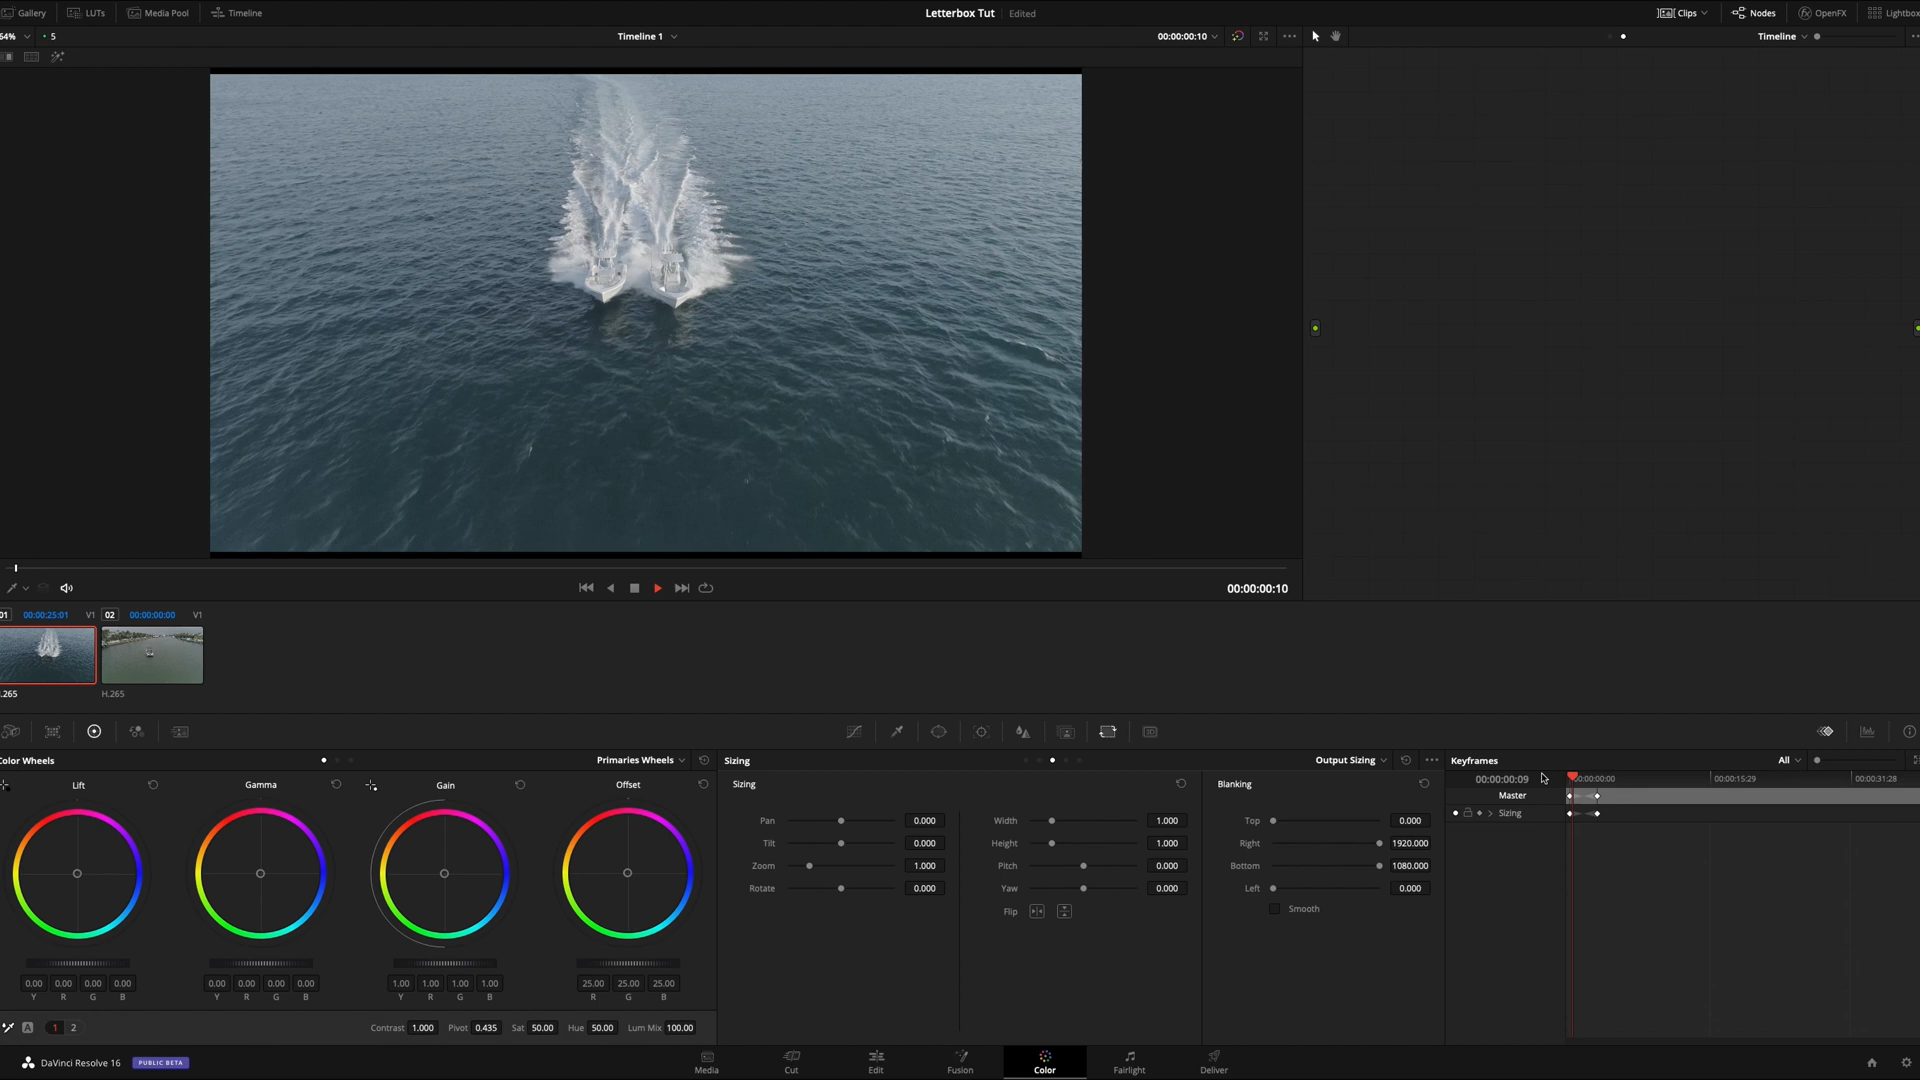 Gallery LUTs Media Pool Timeline Letterbox Tut Edited Clips Nodes OpenFX Lightbox
64% 5 Timeline 1 00:00:00:10 Timeline
00:00:00:10
01 00:00:25:01 V1 02 00:00:00:00 V1
H.265 H.265
Color Wheels Primaries Wheels Sizing Output Sizing Keyframes All
Lift Gamma Gain Offset Sizing Blanking 00:00:00:09 00:00:00:00 00:00:15:29 00:00:31:28
Master
Pan 0.000 Width 1.000 Top 0.000 Sizing
Tilt 0.000 Height 1.000 Right 1920.000
Zoom 1.000 Pitch 0.000 Bottom 1080.000
Rotate 0.000 Yaw 0.000 Left 0.000
Flip Smooth
0.00 0.00 0.00 0.00 0.00 0.00 0.00 0.00 1.00 1.00 1.00 1.00 25.00 25.00 25.00
Y R G B Y R G B Y R G B R G B
A 1 2 Contrast 1.000 Pivot 0.435 Sat 50.00 Hue 50.00 Lum Mix 100.00
DaVinci Resolve 16 PUBLIC BETA Media Cut Edit Fusion Color Fairlight Deliver